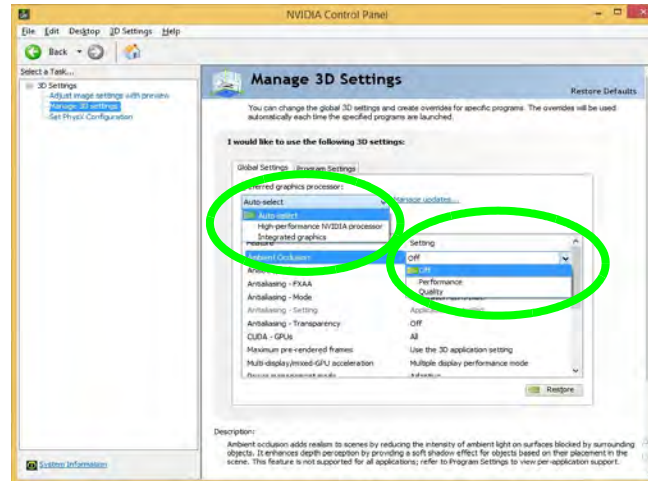 NVIDIA Control Panel
File Edit Desktop 3D Settings Help
Back
Select a Task...
3D Settings
Adjust image settings with preview
Manage 3D settings
Set PhysX Configuration
Manage 3D Settings
Restore Defaults
You can change the global 3D settings and create overrides for specific programs. The overrides will be used
automatically each time the specified programs are launched.
I would like to use the following 3D settings:
Global Settings Program Settings
Preferred graphics processor:
Auto-select
Manage updates...
Auto-select
High-performance NVIDIA processor
Integrated graphics
Feature Setting
Ambient Occlusion Off
Off
Antialiasing - FXAA Performance
Antialiasing - Mode Quality
Antialiasing - Setting
Antialiasing - Transparency Off
CUDA - GPUs All
Maximum pre-rendered frames Use the 3D application setting
Multi-display/mixed-GPU acceleration Multiple display performance mode
Power management mode Adaptive
Restore
Description:
Ambient occlusion adds realism to scenes by reducing the intensity of ambient light on surfaces blocked by surrounding
objects. It enhances depth perception by providing a soft shadow effect for objects based on their placement in the
scene. This feature is not supported for all applications; refer to Program Settings to view per-application support.
System Information